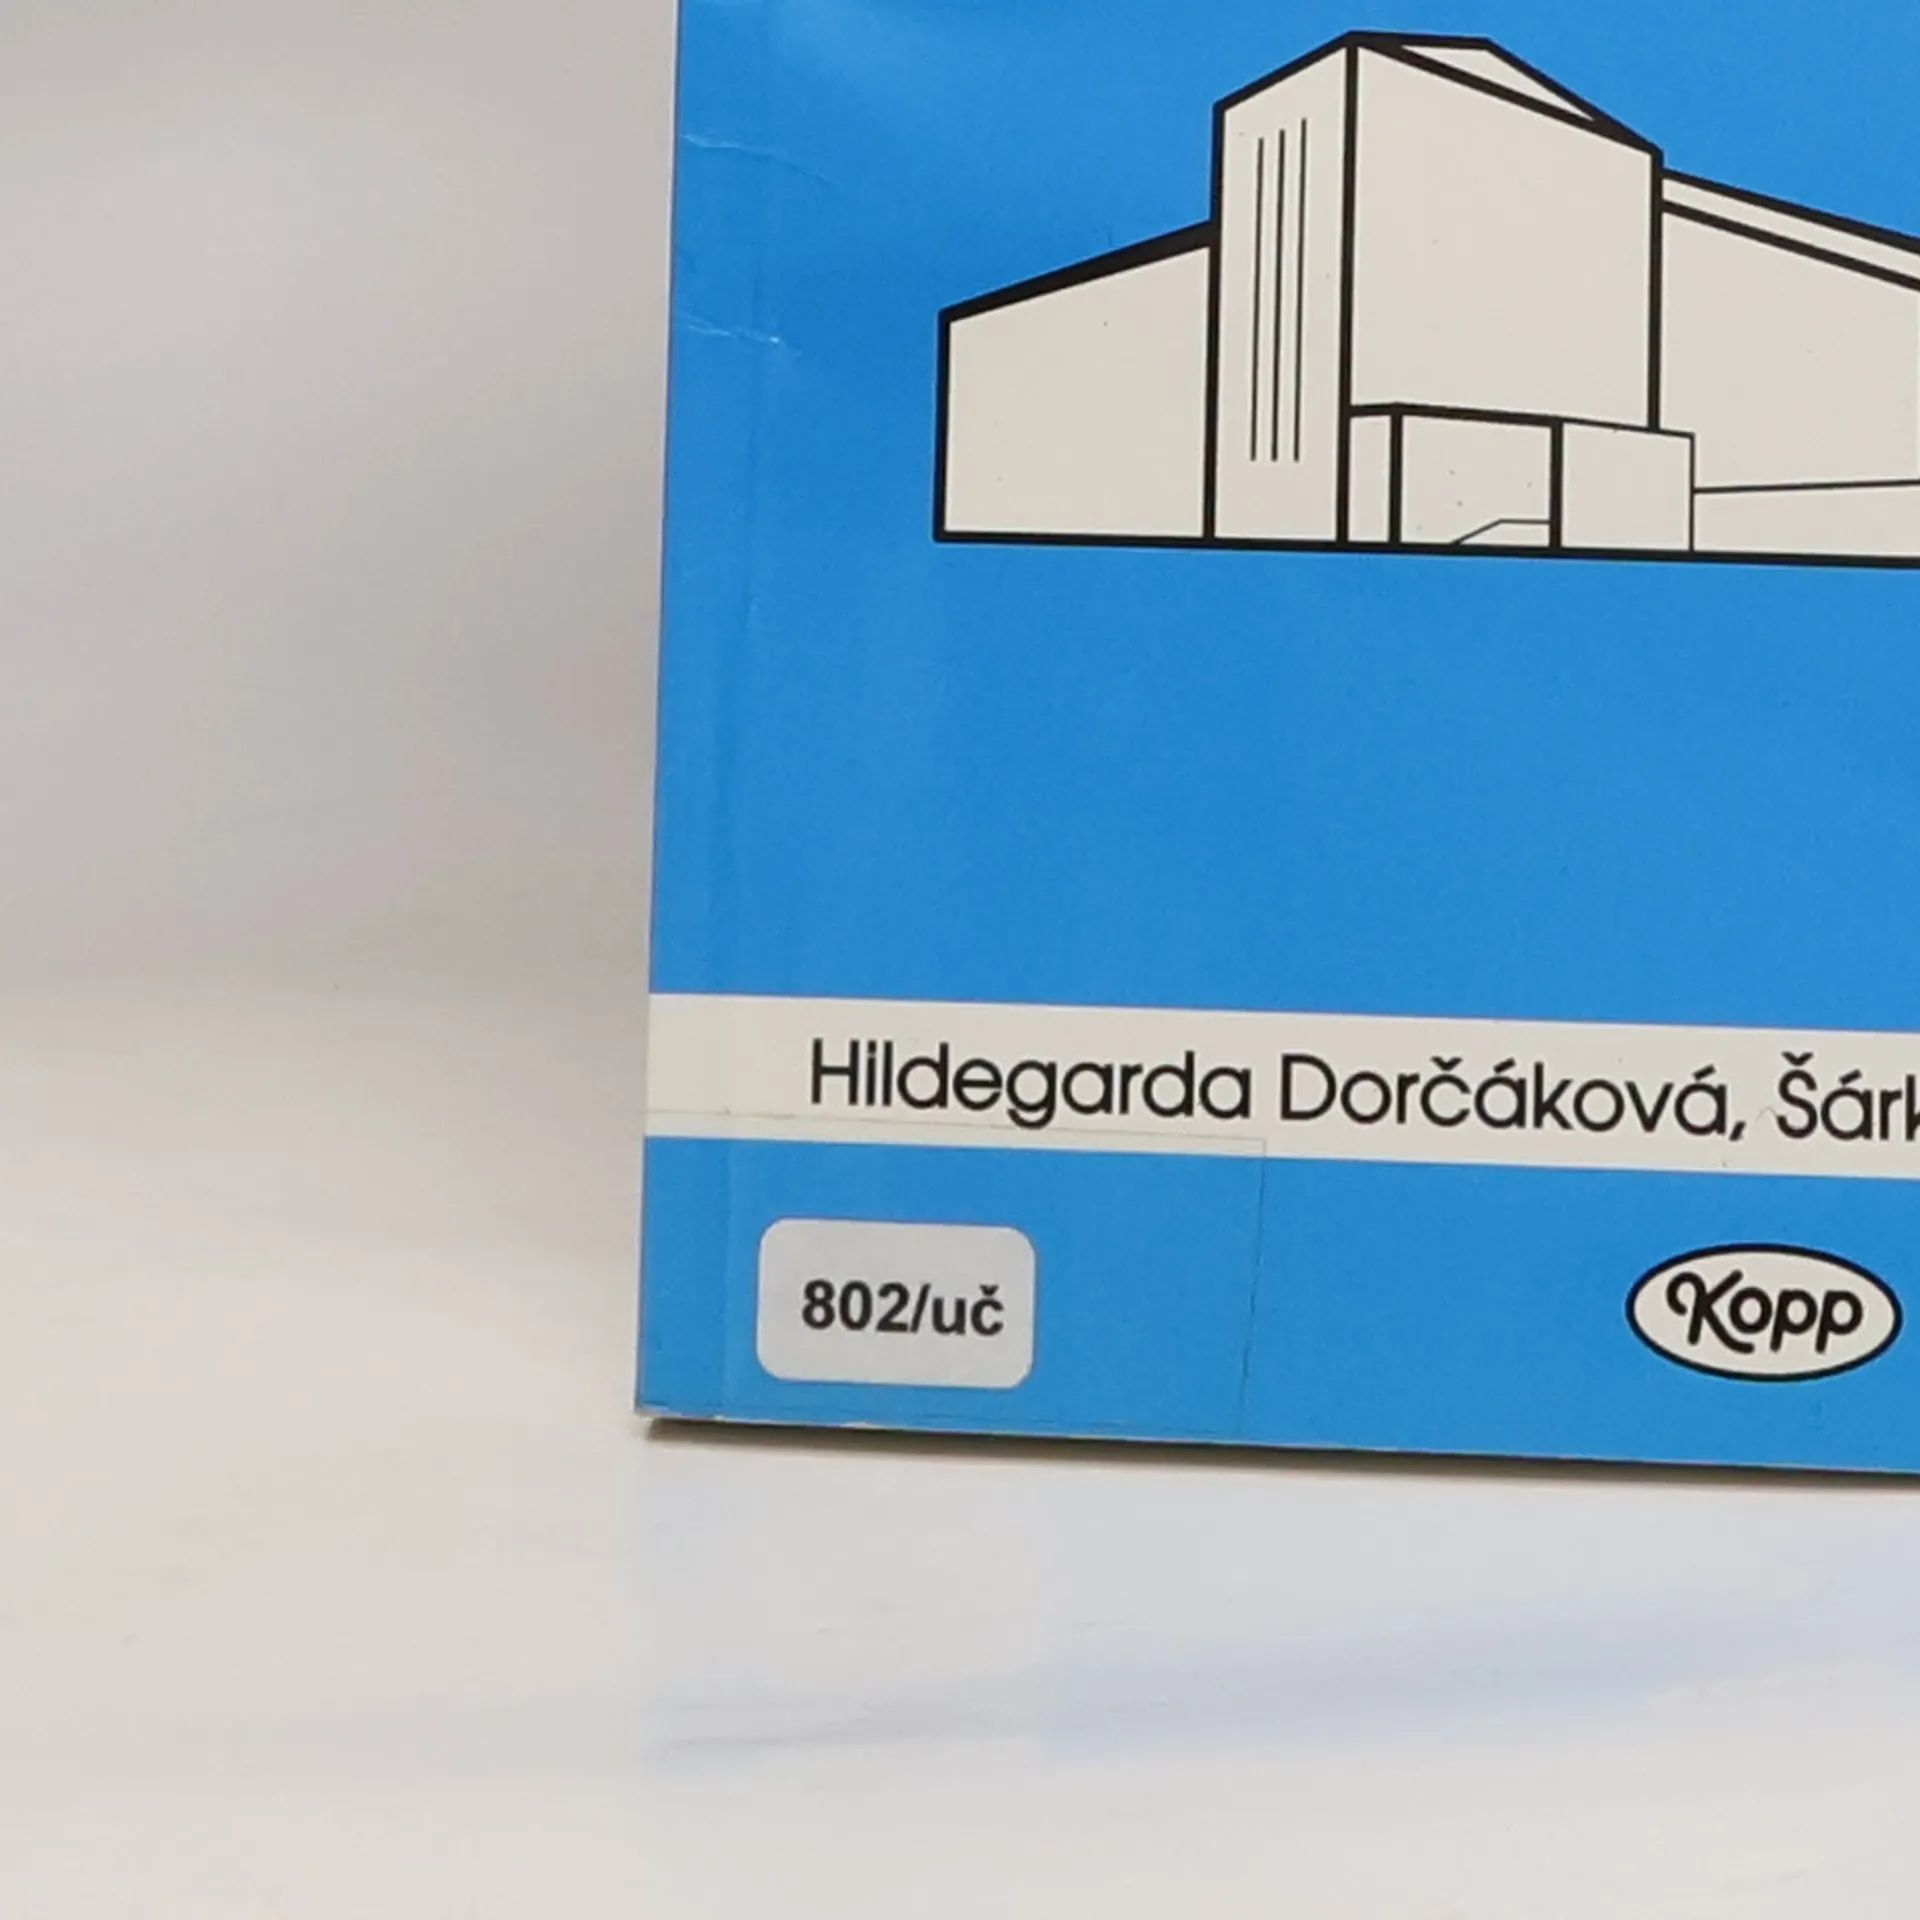 Hildegarda Dorčáková, Šárk
802/uč
Kopp